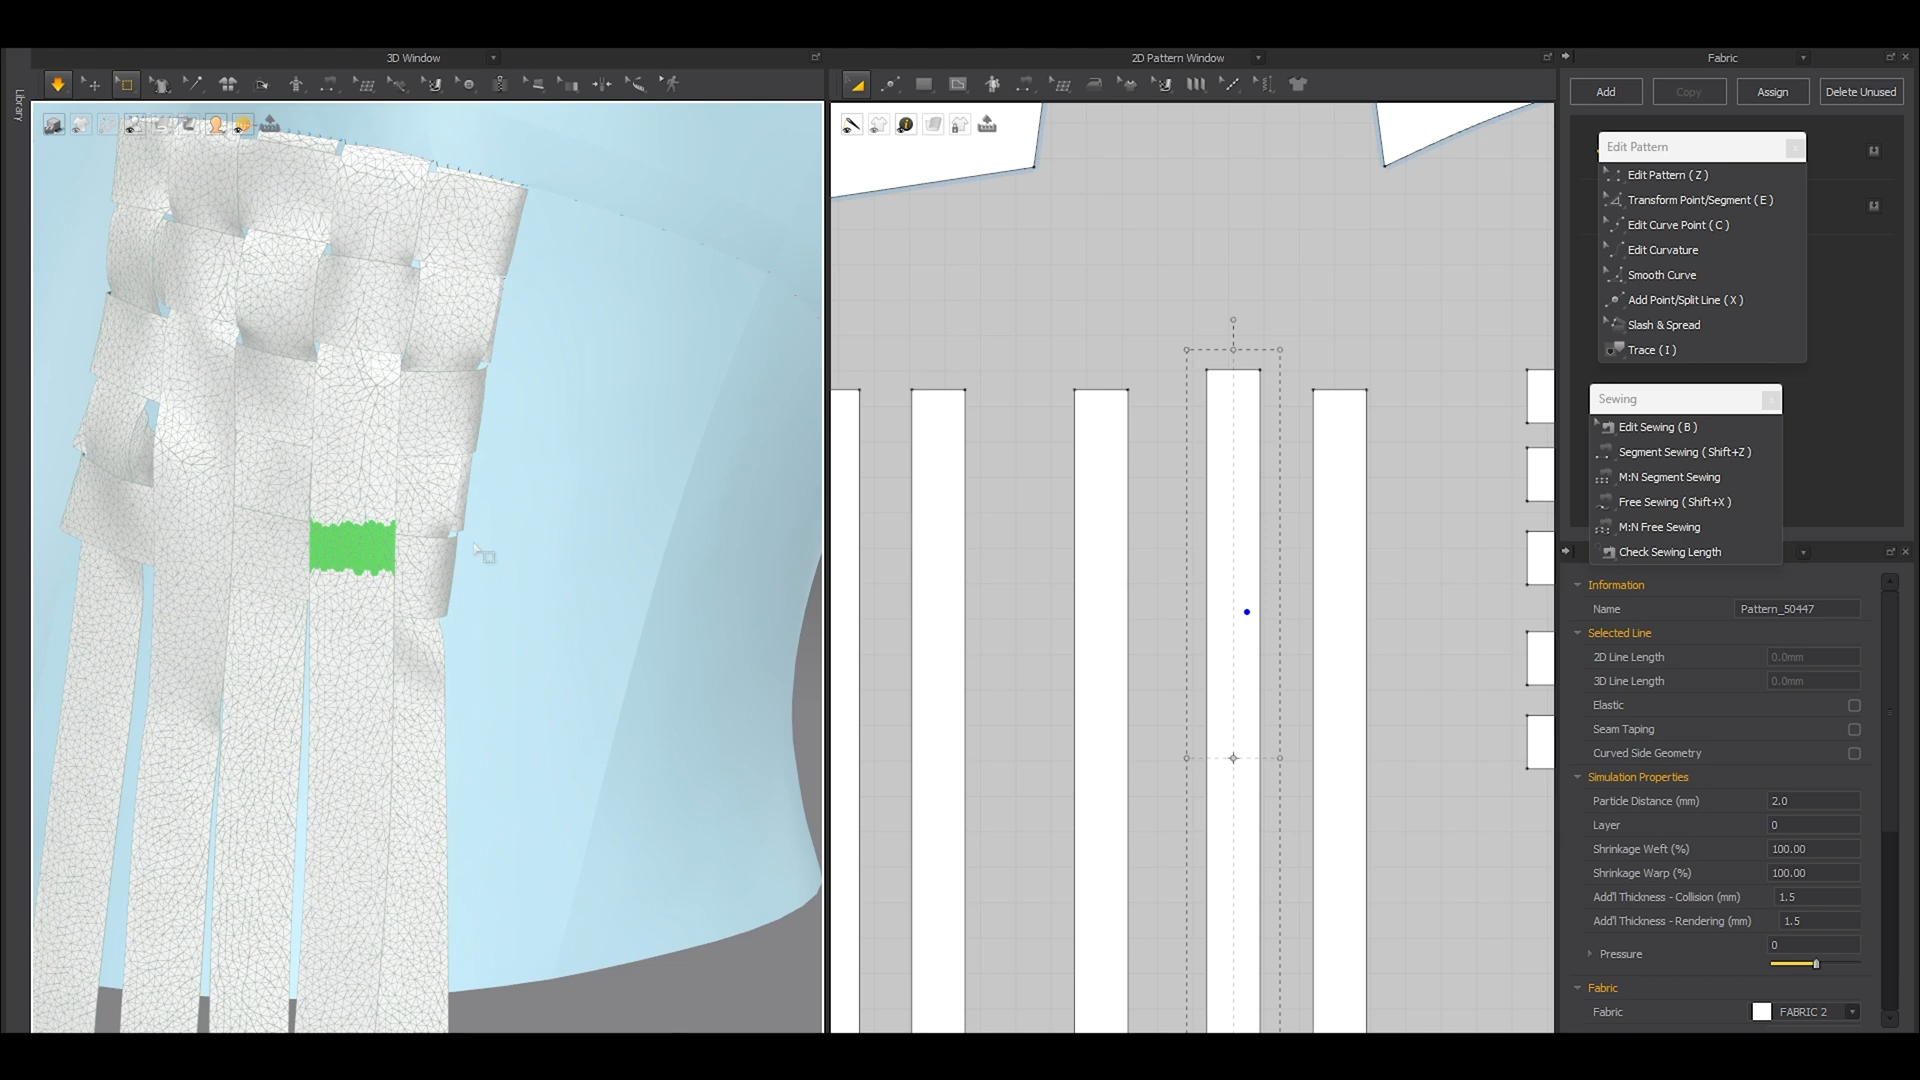 3D Window
2D Pattern Window
Fabric
Library
Add
Copy
Assign
Delete Unused
Edit Pattern
Edit Pattern ( Z )
Transform Point/Segment ( E )
Edit Curve Point ( C )
Edit Curvature
Smooth Curve
Add Point/Split Line ( X )
Slash & Spread
Trace ( I )
Sewing
Edit Sewing ( B )
Segment Sewing ( Shift+Z )
M:N Segment Sewing
Free Sewing ( Shift+X )
M:N Free Sewing
Check Sewing Length
Information
Name Pattern_50447
Selected Line
2D Line Length 0.0mm
3D Line Length 0.0mm
Elastic
Seam Taping
Curved Side Geometry
Simulation Properties
Particle Distance (mm) 2.0
Layer 0
Shrinkage Weft (%) 100.00
Shrinkage Warp (%) 100.00
Add'l Thickness - Collision (mm) 1.5
Add'l Thickness - Rendering (mm) 1.5
Pressure 0
Fabric
Fabric FABRIC 2